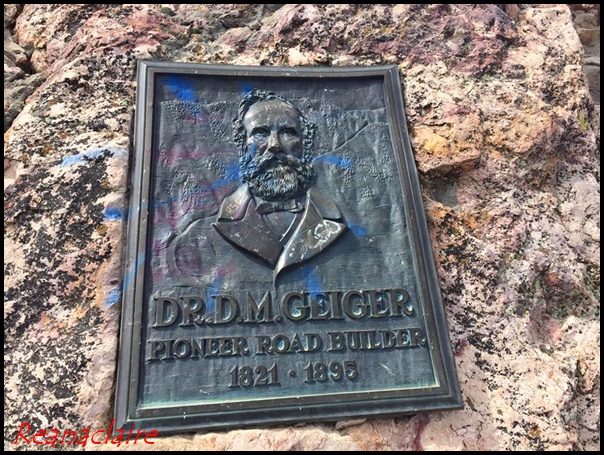 DR. D. M. GEIGER
PIONEER ROAD BUILDER
1821 · 1895
Reanaclaire